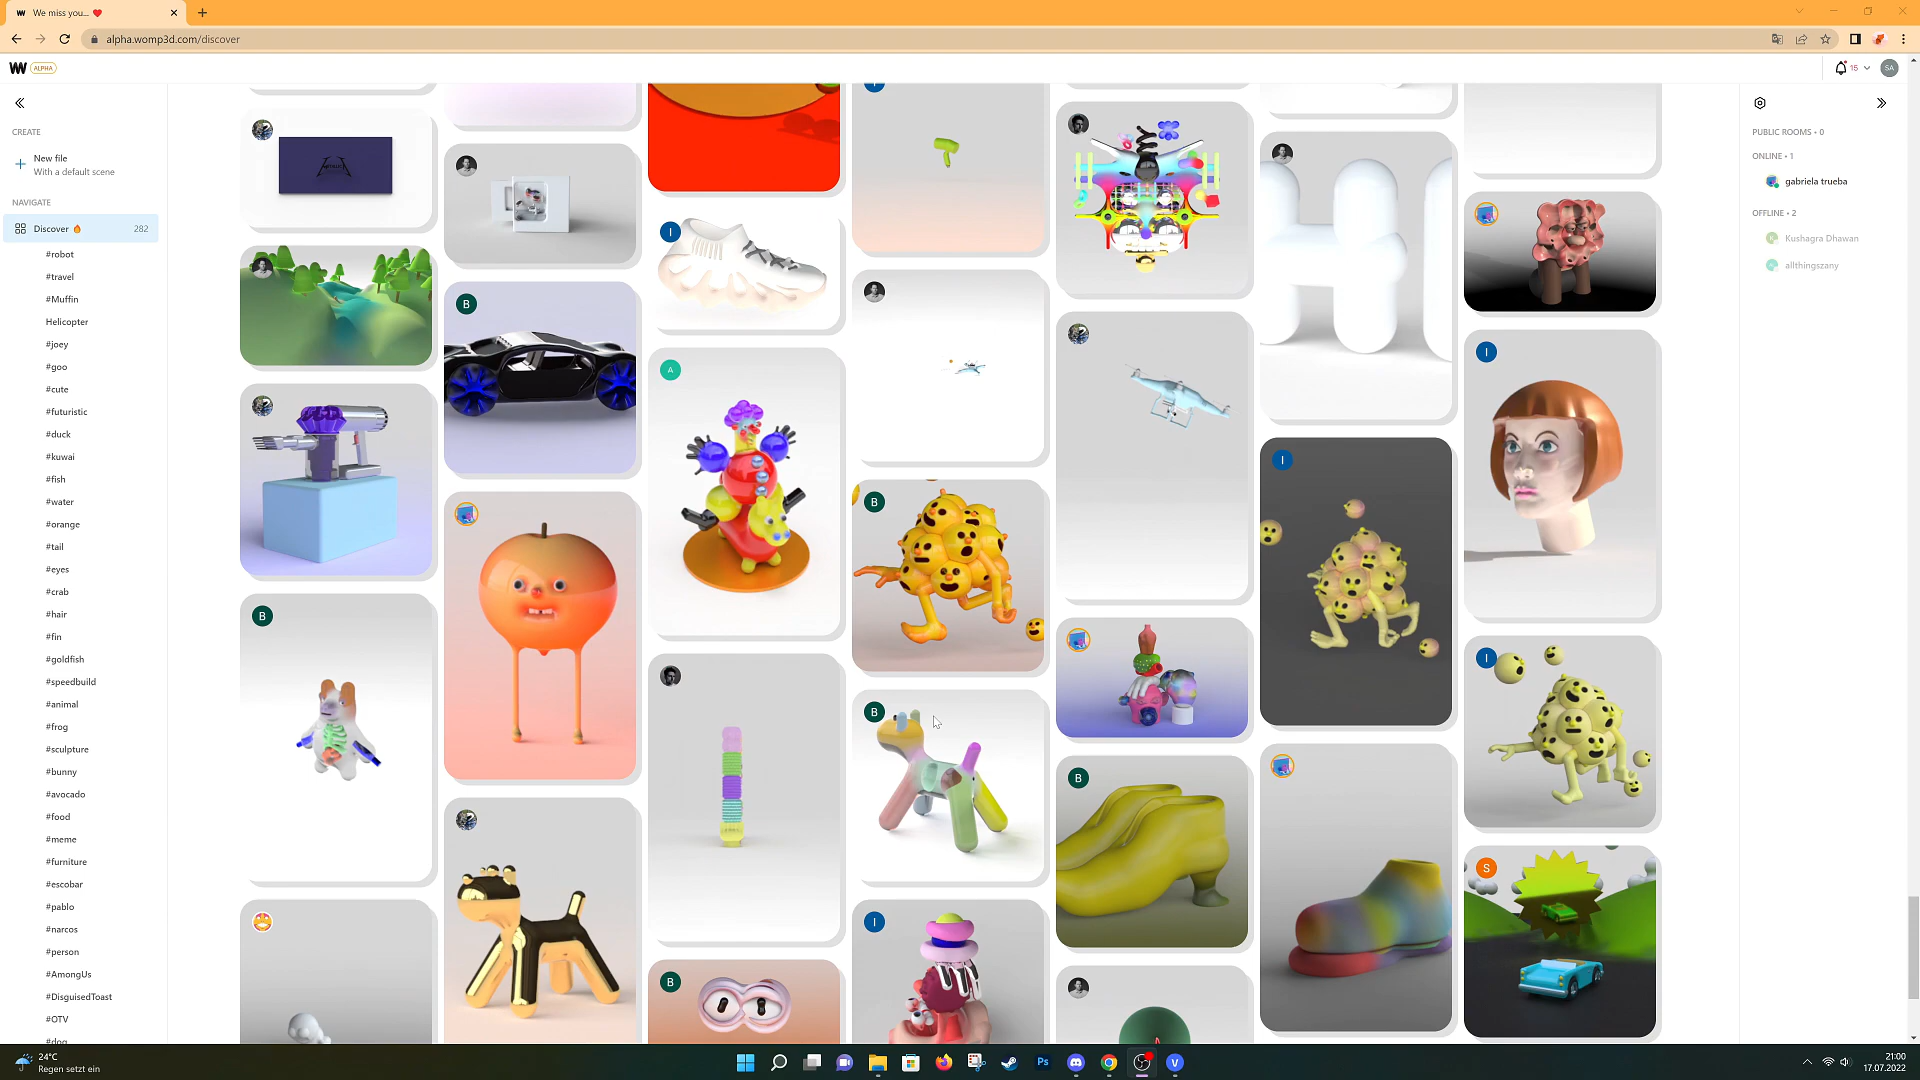 We miss you... ❤️
alpha.womp3d.com/discover
W
ALPHA
15
SA
CREATE
New file
With a default scene
NAVIGATE
Discover 🔥
282
#robot
#travel
#Muffin
Helicopter
#joey
#goo
#cute
#futuristic
#duck
#kuwai
#fish
#water
#orange
#tail
#eyes
#crab
#hair
#fin
#goldfish
#speedbuild
#animal
#frog
#sculpture
#bunny
#avocado
#food
#meme
#furniture
#escobar
#pablo
#narcos
#person
#AmongUs
#DisguisedToast
#OTV
#dog
METALLICA
B
I
A
B
B
B
I
B
I
B
I
I
I
S
PUBLIC ROOMS • 0
ONLINE • 1
gabriela trueba
OFFLINE • 2
Kushagra Dhawan
allthingszany
24°C
Regen setzt ein
Ps
V
21:00
17.07.2022